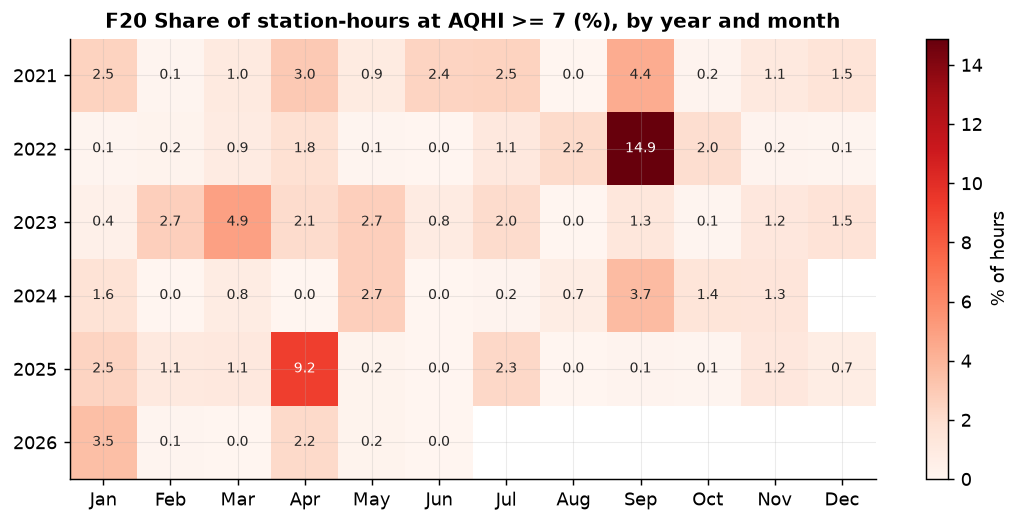 F20 Share of station-hours at AQHI >= 7 (%), by year and month
2021 2.5 0.1 1.0 3.0 0.9 2.4 2.5 0.0 4.4 0.2 1.1 1.5
2022 0.1 0.2 0.9 1.8 0.1 0.0 1.1 2.2 14.9 2.0 0.2 0.1
2023 0.4 2.7 4.9 2.1 2.7 0.8 2.0 0.0 1.3 0.1 1.2 1.5
2024 1.6 0.0 0.8 0.0 2.7 0.0 0.2 0.7 3.7 1.4 1.3
2025 2.5 1.1 1.1 9.2 0.2 0.0 2.3 0.0 0.1 0.1 1.2 0.7
2026 3.5 0.1 0.0 2.2 0.2 0.0
Jan Feb Mar Apr May Jun Jul Aug Sep Oct Nov Dec
14
12
10
8
6
4
2
0
% of hours